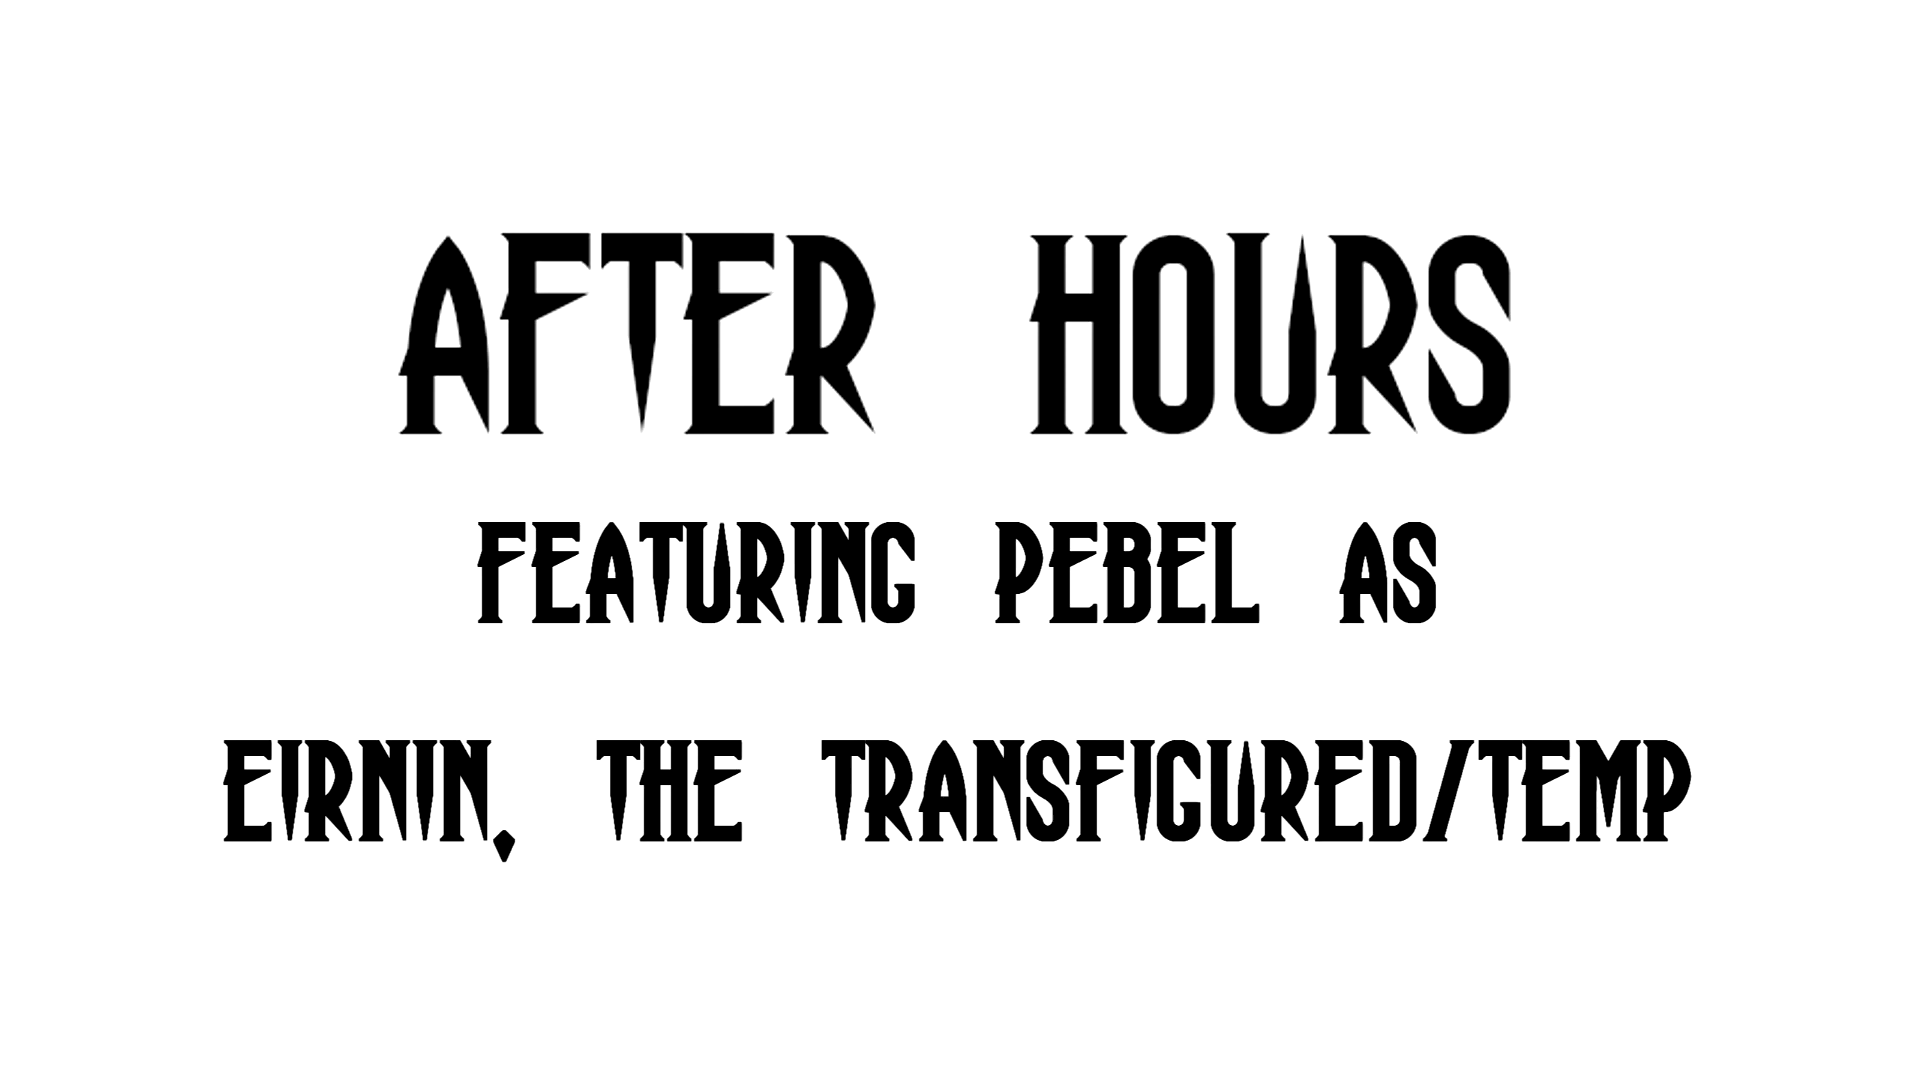 AFTER HOURS
FEATURING PEBEL AS
EIRNIN, THE TRANSFIGURED/TEMP